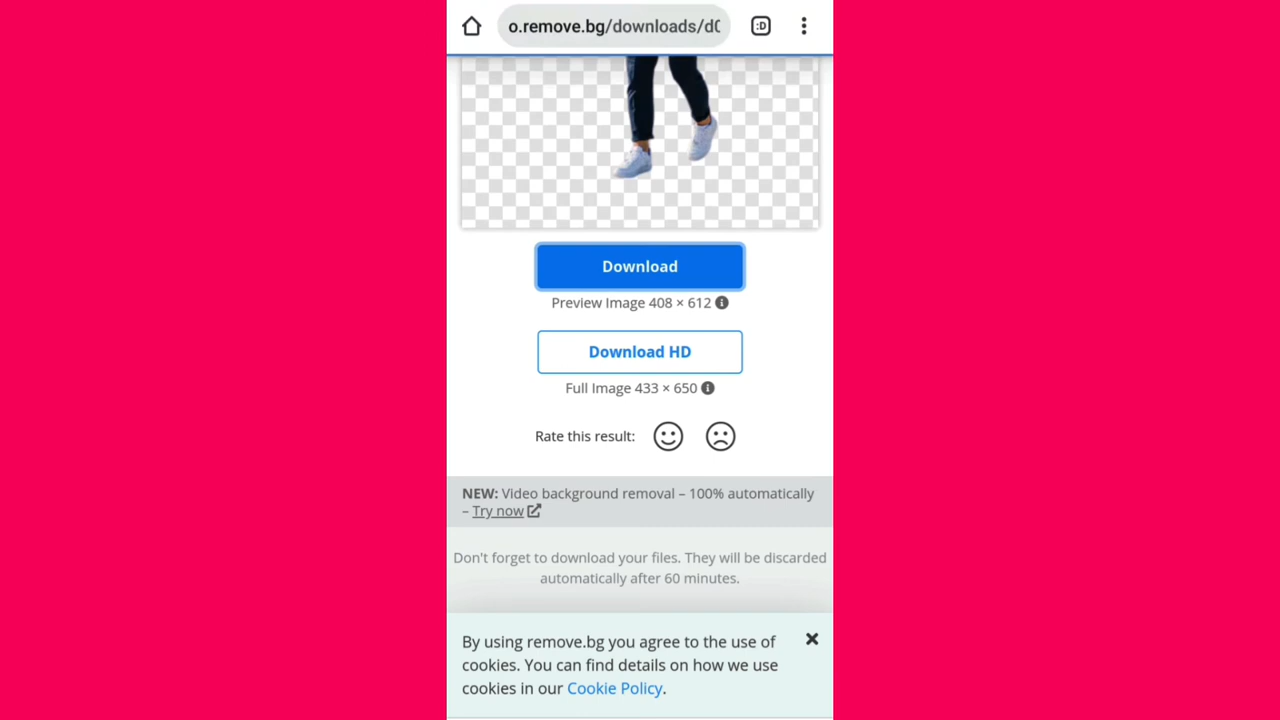 o.remove.bg/downloads/d0
:D
Download
Preview Image 408 × 612
Download HD
Full Image 433 × 650
Rate this result:
NEW: Video background removal – 100% automatically
– Try now
Don't forget to download your files. They will be discarded
automatically after 60 minutes.
By using remove.bg you agree to the use of
cookies. You can find details on how we use
cookies in our Cookie Policy.